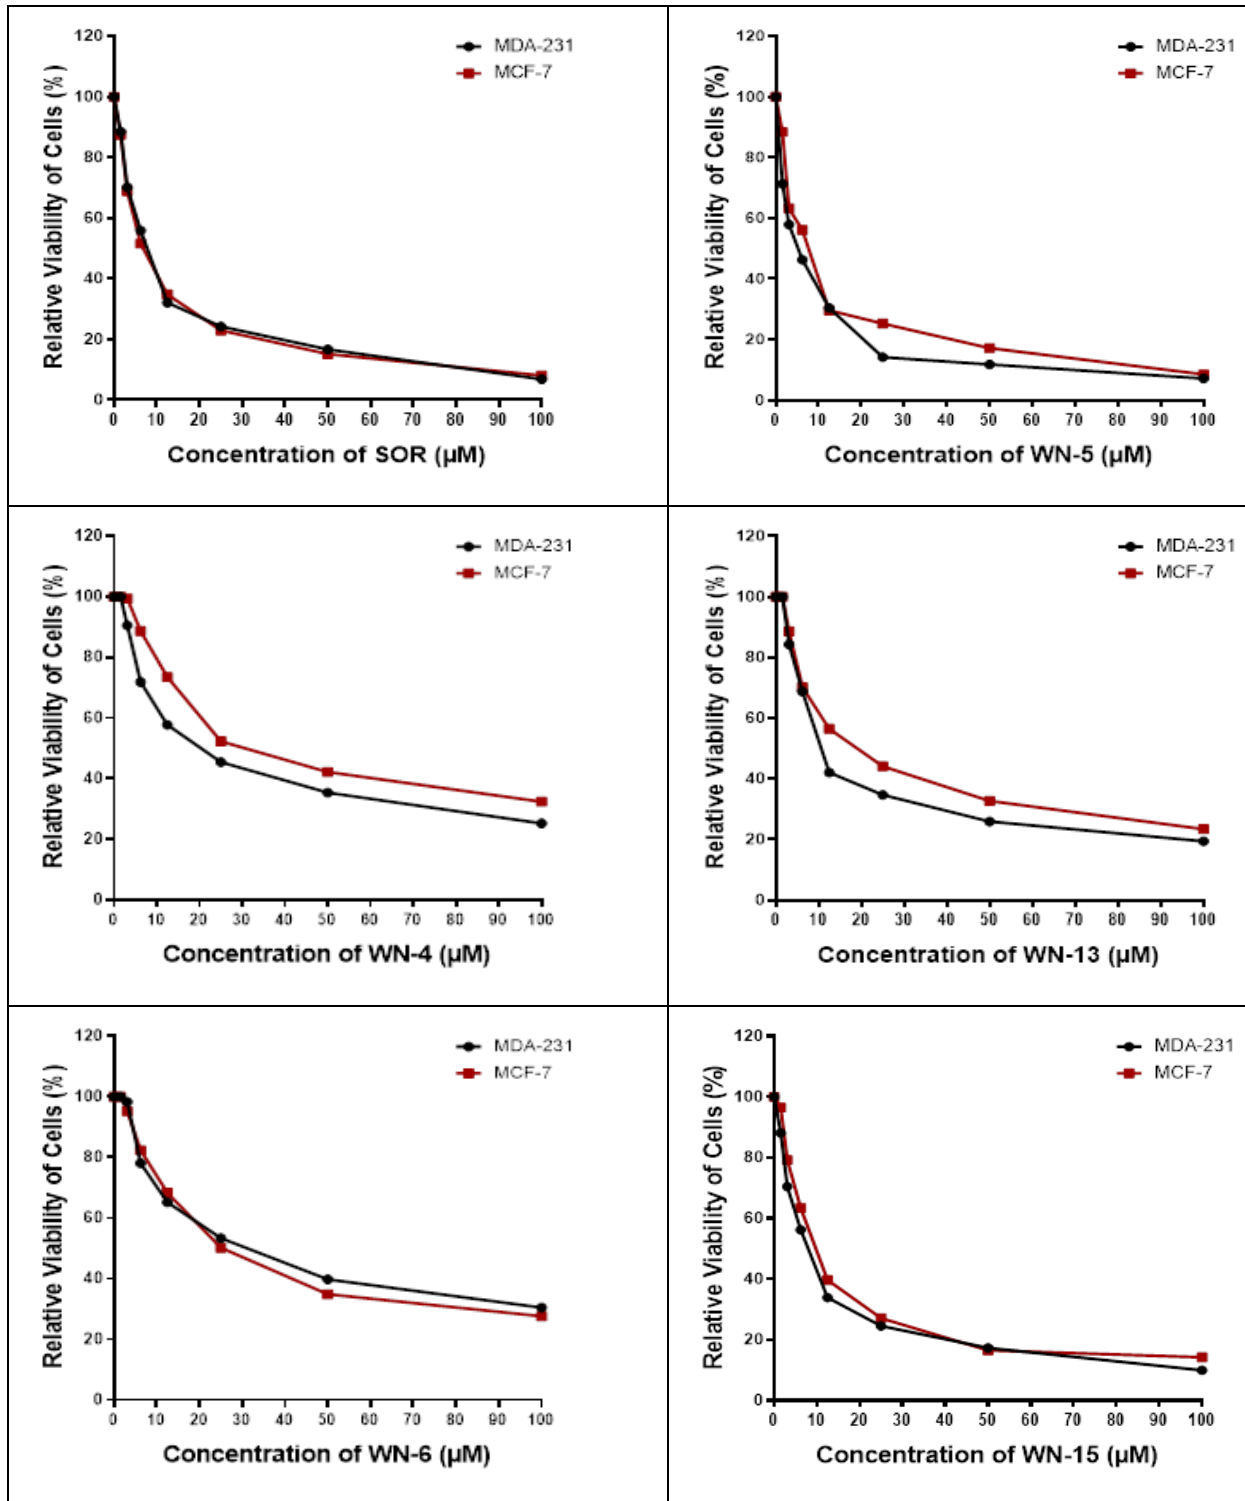 120
100
80
60
40
20
0
0 10 20 30 40 50 60 70 80 90 100
Relative Viability of Cells (%)
Concentration of SOR (µM)
MDA-231
MCF-7
120
100
80
60
40
20
0
0 10 20 30 40 50 60 70 80 90 100
Relative Viability of Cells (%)
Concentration of WN-5 (µM)
MDA-231
MCF-7
120
100
80
60
40
20
0
0 10 20 30 40 50 60 70 80 90 100
Relative Viability of Cells (%)
Concentration of WN-4 (µM)
MDA-231
MCF-7
120
100
80
60
40
20
0
0 10 20 30 40 50 60 70 80 90 100
Relative Viability of Cells (%)
Concentration of WN-13 (µM)
MDA-231
MCF-7
120
100
80
60
40
20
0
0 10 20 30 40 50 60 70 80 90 100
Relative Viability of Cells (%)
Concentration of WN-6 (µM)
MDA-231
MCF-7
120
100
80
60
40
20
0
0 10 20 30 40 50 60 70 80 90 100
Relative Viability of Cells (%)
Concentration of WN-15 (µM)
MDA-231
MCF-7